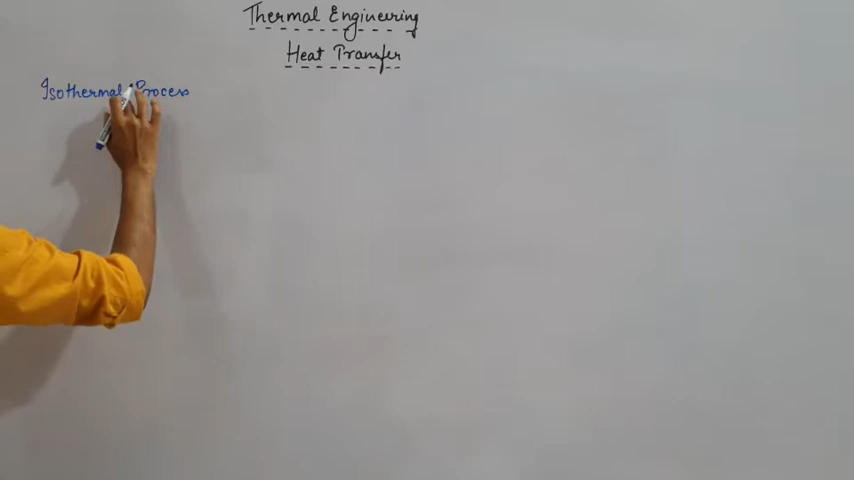 Thermal Engineering
Heat Transfer
Isothermal Process